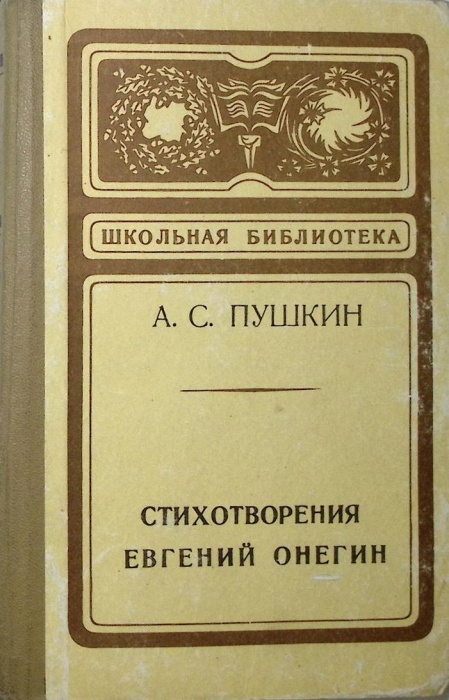 ШКОЛЬНАЯ БИБЛИОТЕКА
А. С. ПУШКИН
СТИХОТВОРЕНИЯ
ЕВГЕНИЙ ОНЕГИН